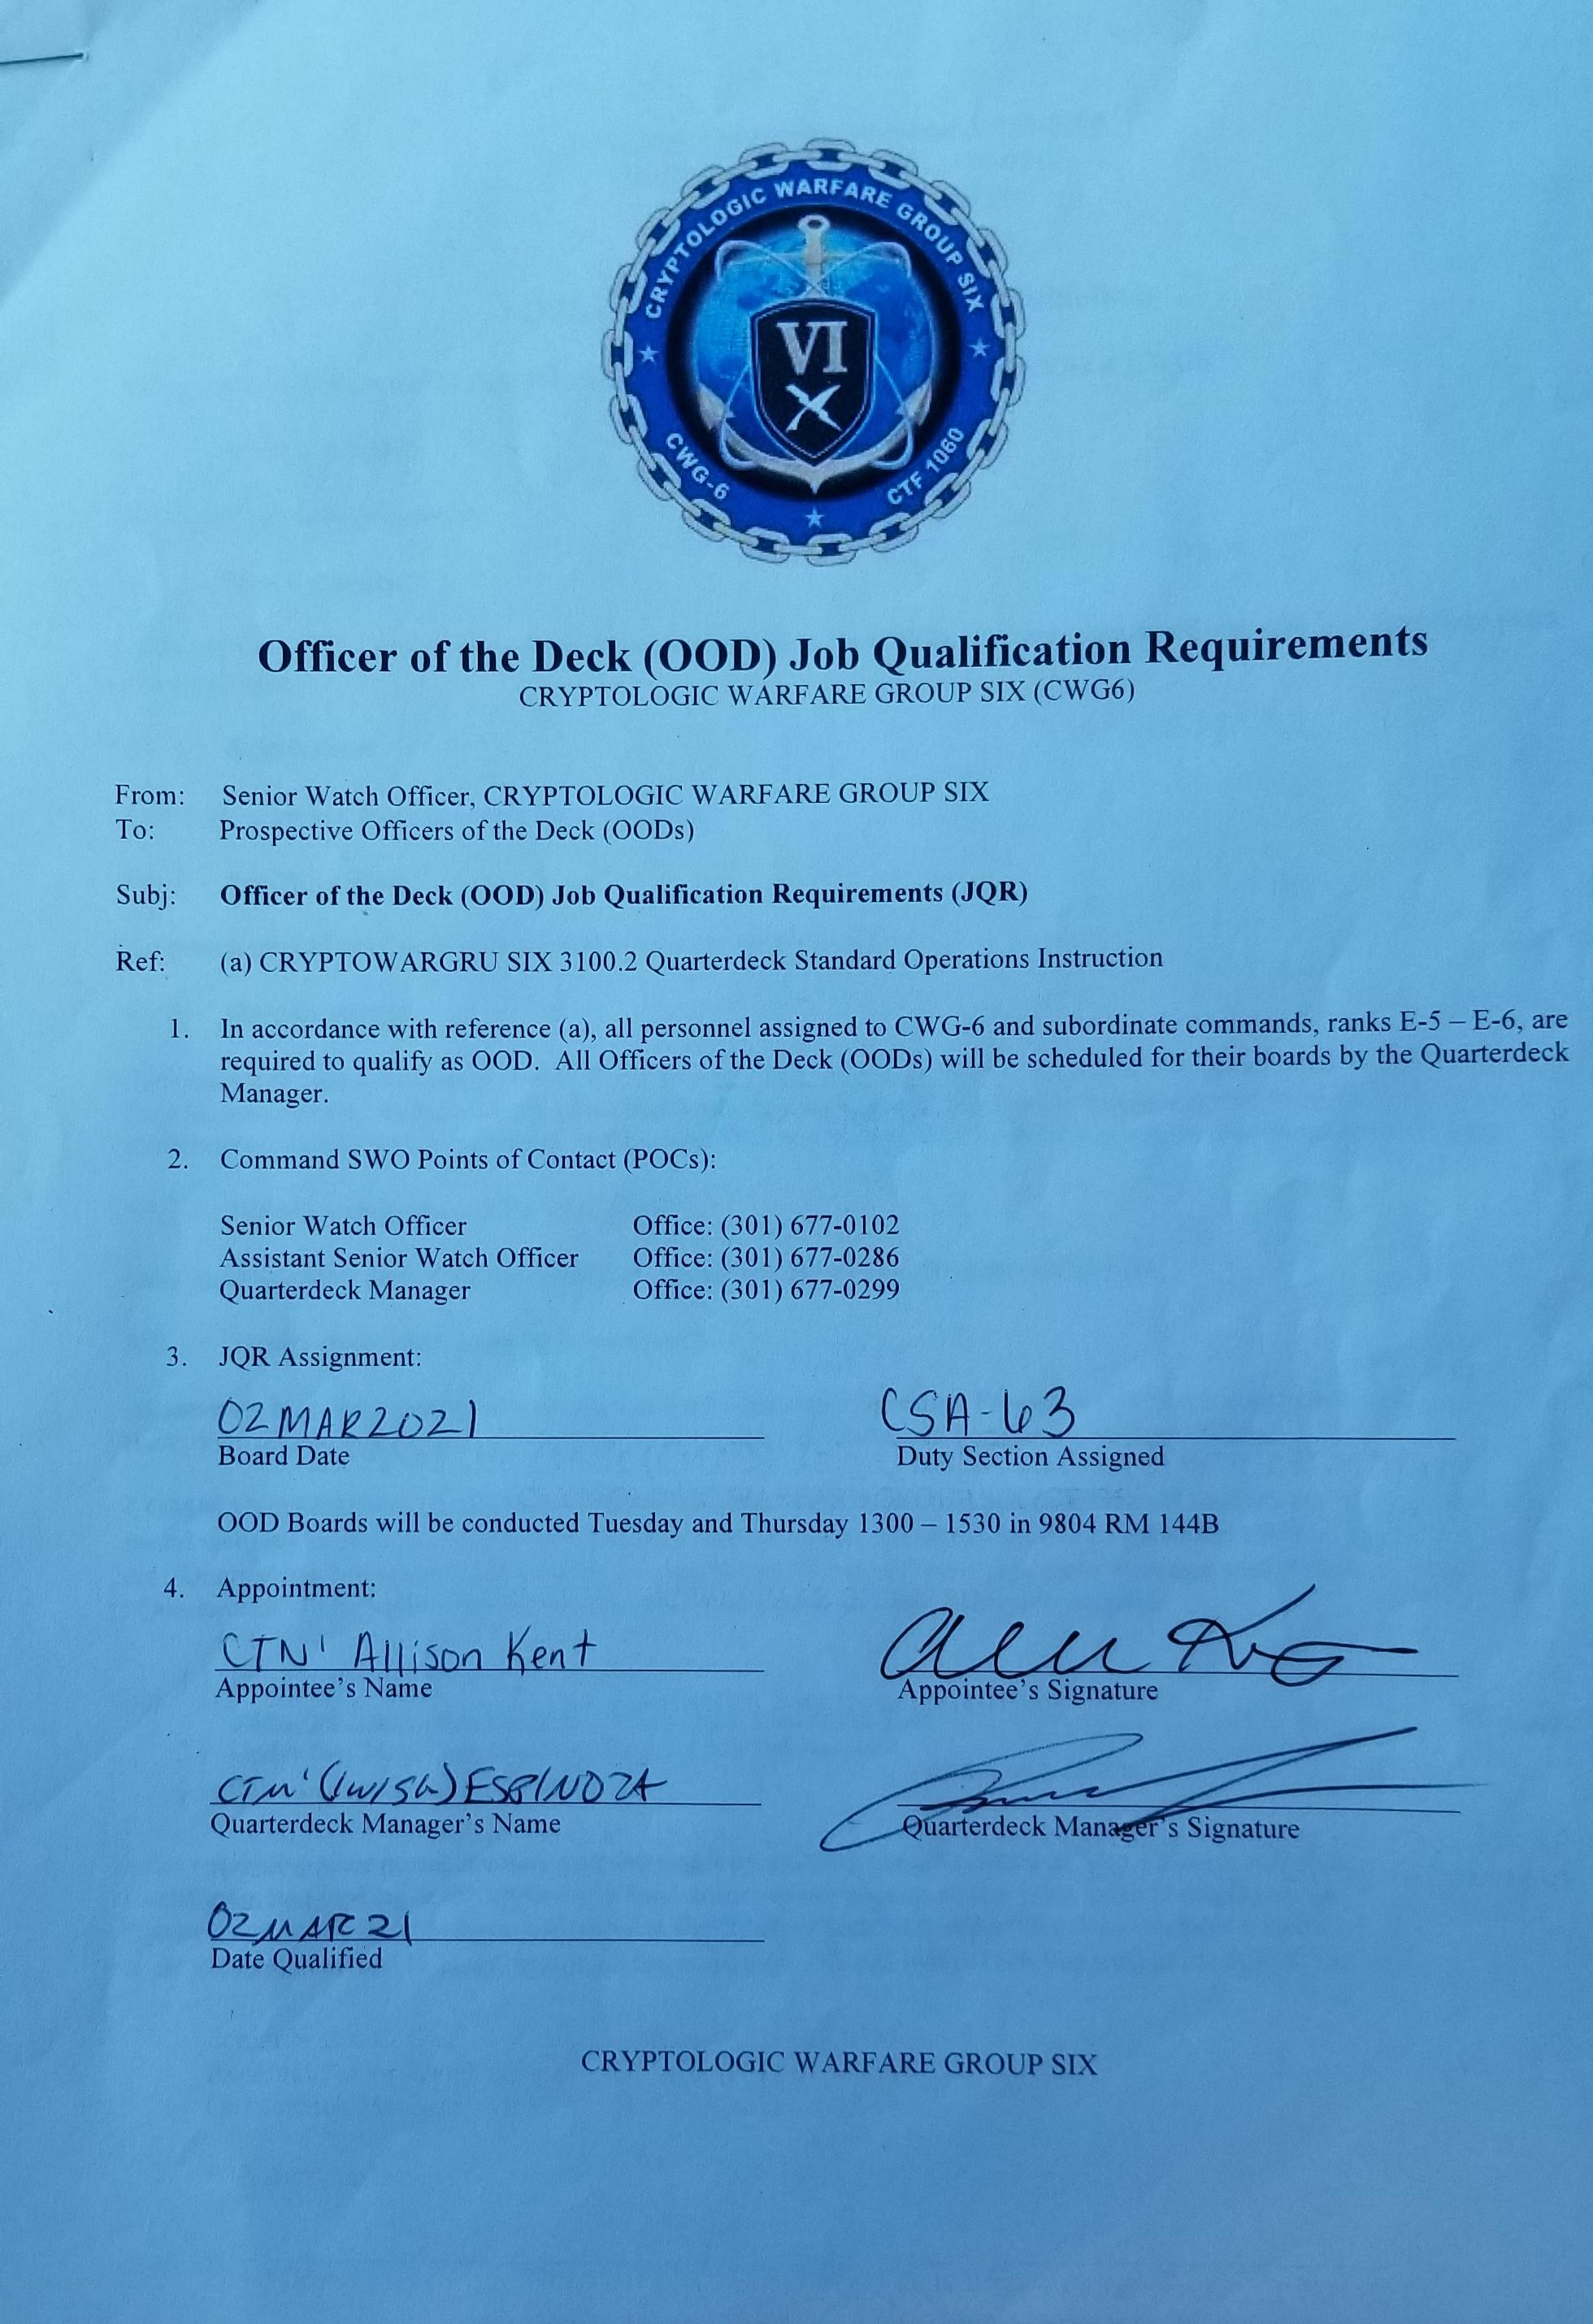 CRYPTOLOGIC WARFARE GROUP SIX
VI
CWG-6
CTF 1060
Officer of the Deck (OOD) Job Qualification Requirements
CRYPTOLOGIC WARFARE GROUP SIX (CWG6)
From: Senior Watch Officer, CRYPTOLOGIC WARFARE GROUP SIX
To: Prospective Officers of the Deck (OODs)
Subj: Officer of the Deck (OOD) Job Qualification Requirements (JQR)
Ref: (a) CRYPTOWARGRU SIX 3100.2 Quarterdeck Standard Operations Instruction
1. In accordance with reference (a), all personnel assigned to CWG-6 and subordinate commands, ranks E-5 – E-6, are
required to qualify as OOD. All Officers of the Deck (OODs) will be scheduled for their boards by the Quarterdeck
Manager.
2. Command SWO Points of Contact (POCs):
Senior Watch Officer Office: (301) 677-0102
Assistant Senior Watch Officer Office: (301) 677-0286
Quarterdeck Manager Office: (301) 677-0299
3. JQR Assignment:
02MAR2021 CSA-63
Board Date Duty Section Assigned
OOD Boards will be conducted Tuesday and Thursday 1300 – 1530 in 9804 RM 144B
4. Appointment:
CTN1 Allison Kent
Appointee's Name Appointee's Signature
CTM1 (IW/SW) ESPINOZA
Quarterdeck Manager's Name Quarterdeck Manager's Signature
02MAR21
Date Qualified
CRYPTOLOGIC WARFARE GROUP SIX